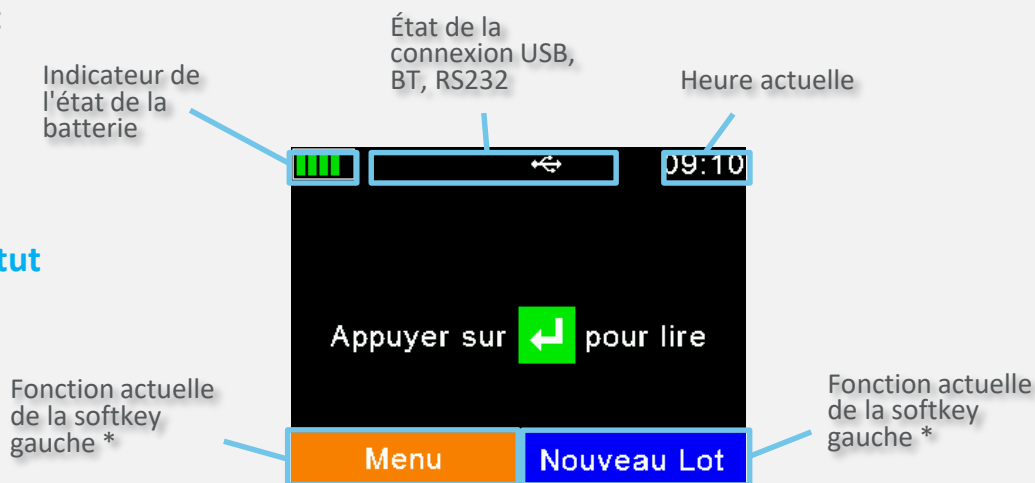 État de la
connexion USB,
BT, RS232
Indicateur de
l'état de la
batterie
Heure actuelle
09:10
tut
Appuyer sur pour lire
Fonction actuelle
de la softkey
gauche *
Fonction actuelle
de la softkey
gauche *
Menu
Nouveau Lot